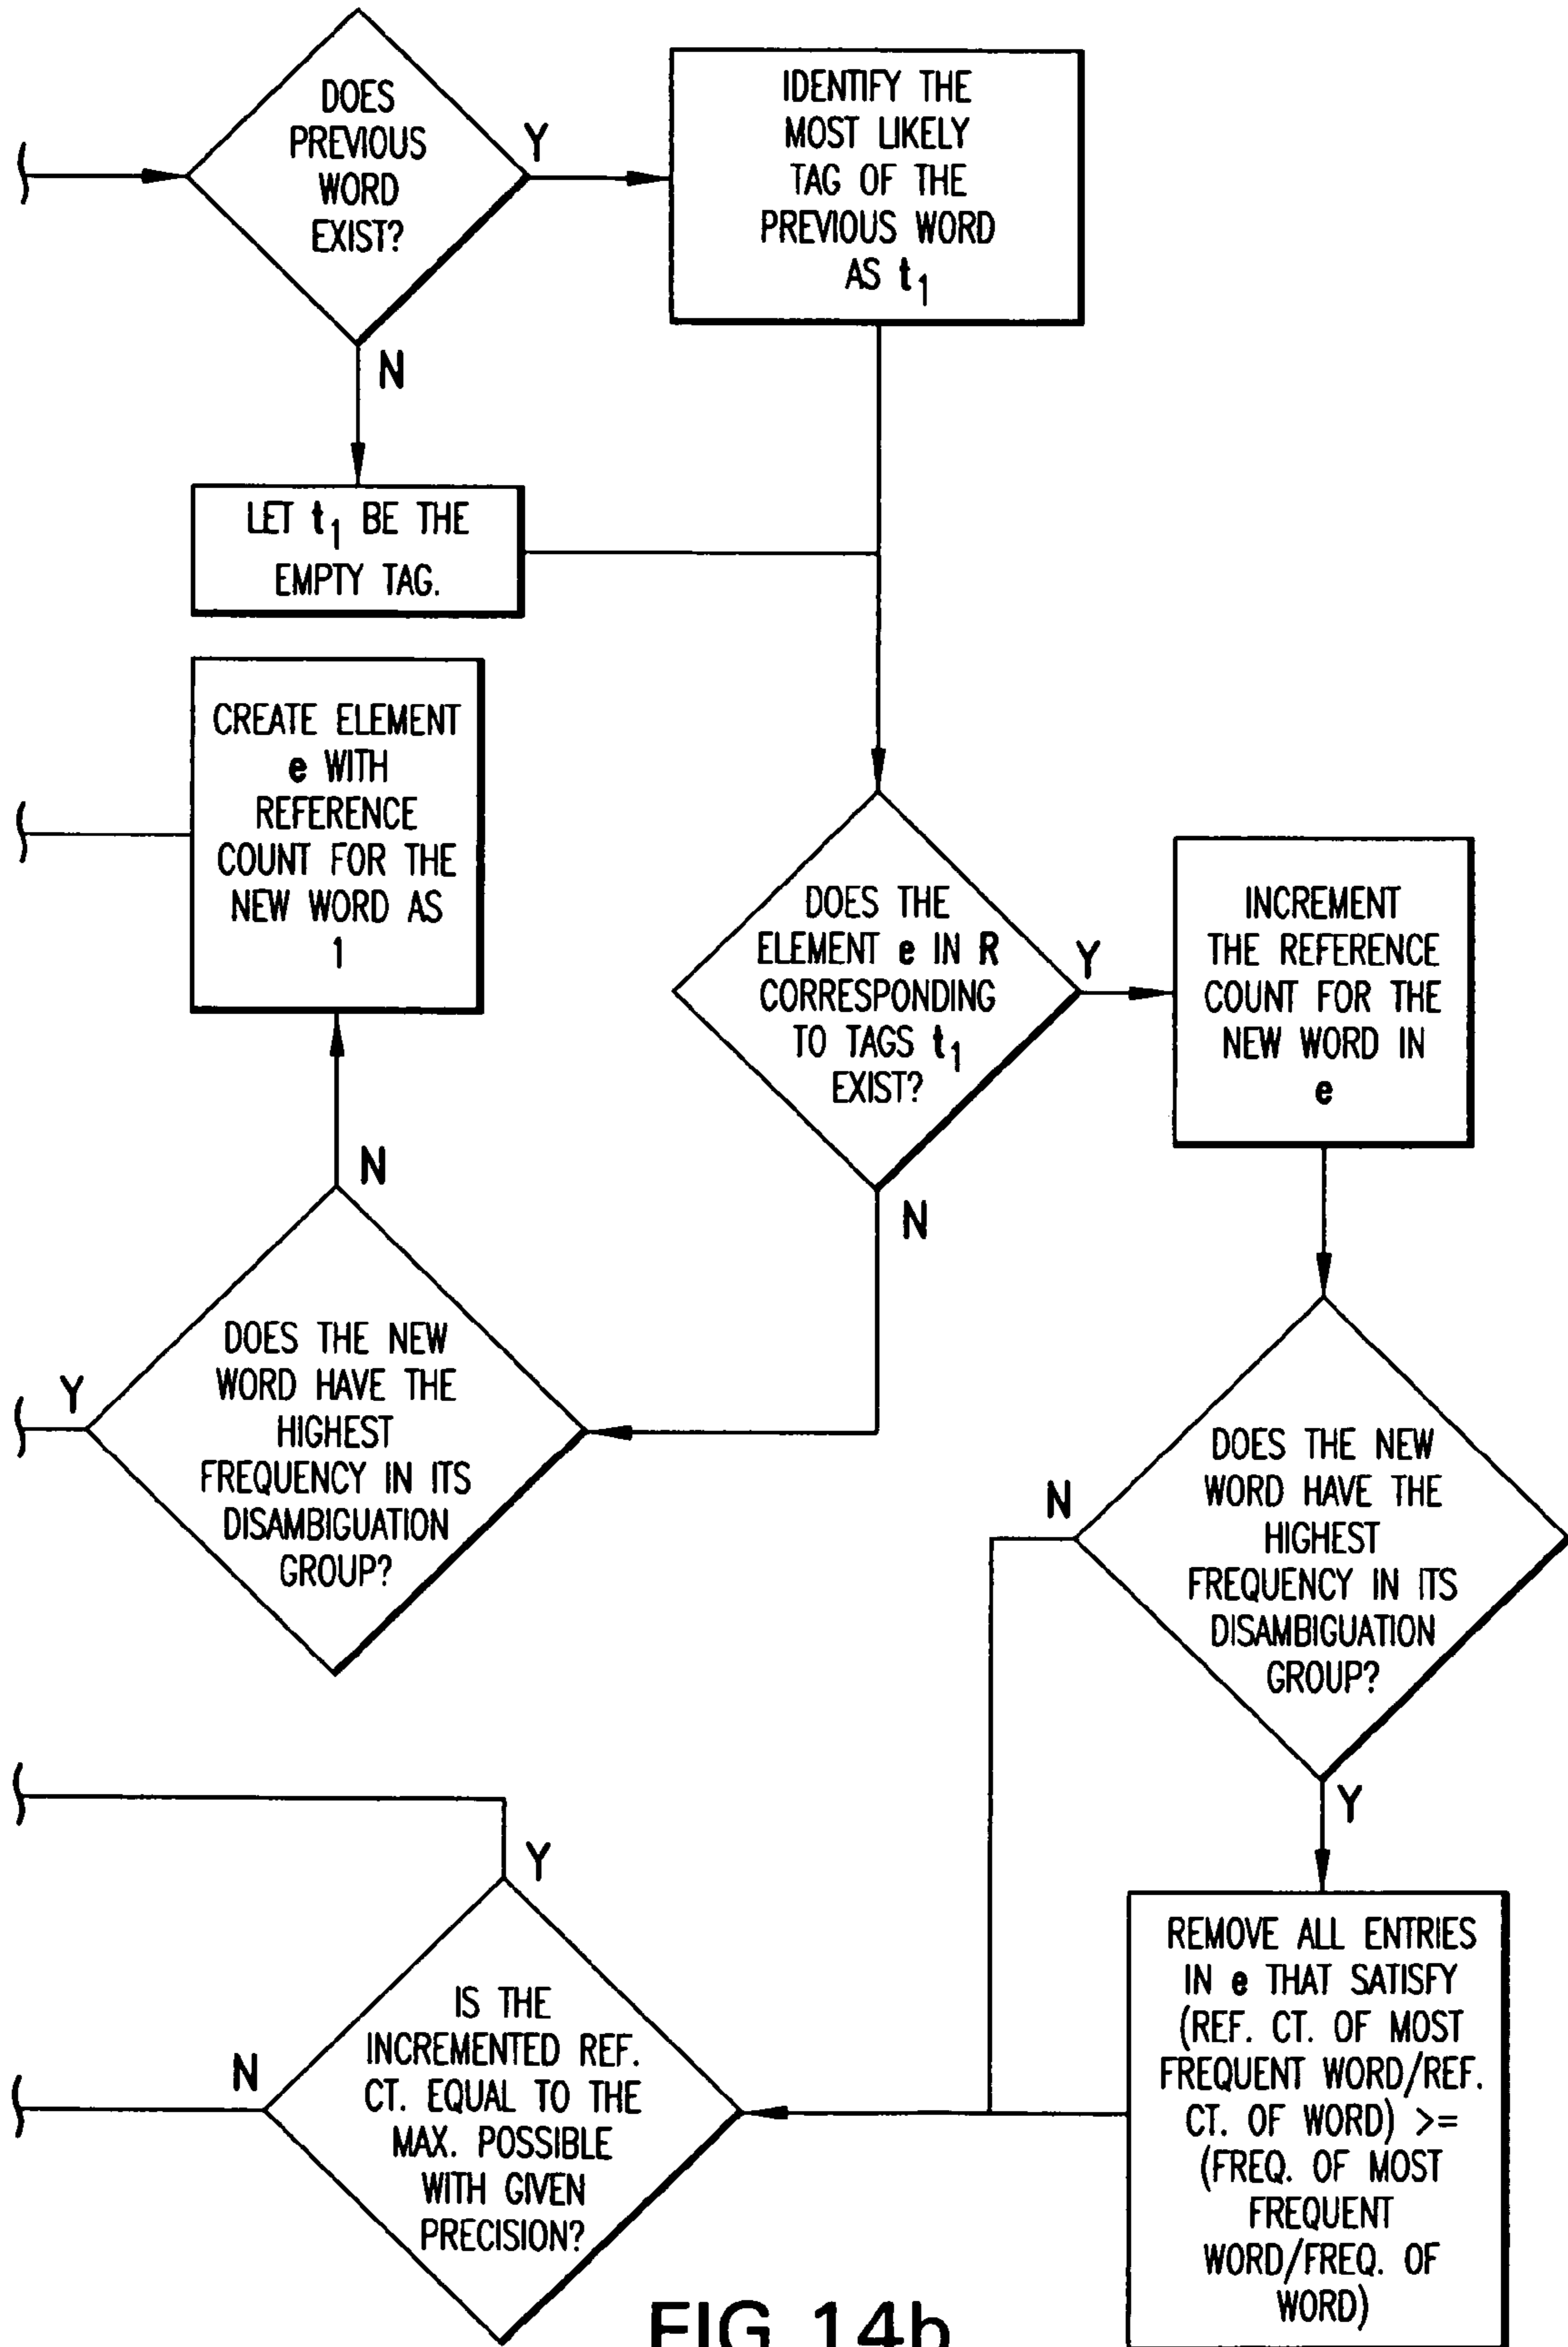 DOES
PREVIOUS
WORD
EXIST?
Y
N
IDENTIFY THE
MOST LIKELY
TAG OF THE
PREVIOUS WORD
AS t1
LET t1 BE THE
EMPTY TAG.
CREATE ELEMENT
e WITH
REFERENCE
COUNT FOR THE
NEW WORD AS
1
DOES THE
ELEMENT e IN R
CORRESPONDING
TO TAGS t1
EXIST?
Y
N
INCREMENT
THE REFERENCE
COUNT FOR THE
NEW WORD IN
e
N
DOES THE NEW
WORD HAVE THE
HIGHEST
FREQUENCY IN ITS
DISAMBIGUATION
GROUP?
Y
DOES THE NEW
WORD HAVE THE
HIGHEST
FREQUENCY IN ITS
DISAMBIGUATION
GROUP?
N
Y
Y
IS THE
INCREMENTED REF.
CT. EQUAL TO THE
MAX. POSSIBLE
WITH GIVEN
PRECISION?
N
REMOVE ALL ENTRIES
IN e THAT SATISFY
(REF. CT. OF MOST
FREQUENT WORD/REF.
CT. OF WORD) >=
(FREQ. OF MOST
FREQUENT
WORD/FREQ. OF
WORD)
FIG. 14b